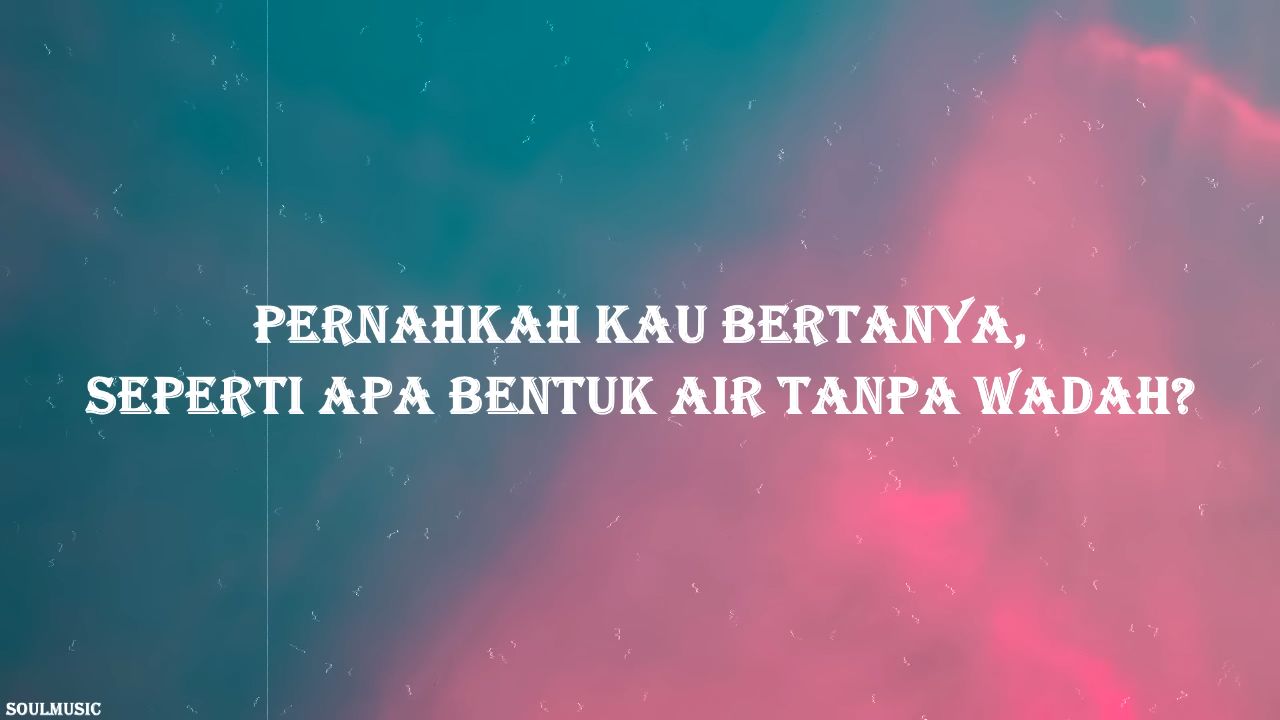 PERNAHKAH KAU BERTANYA,
SEPERTI APA BENTUK AIR TANPA WADAH?
SOULMUSIC